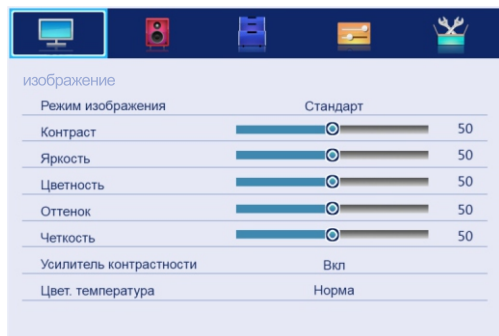 изображение
Режим изображения Стандарт
Контраст 50
Яркость 50
Цветность 50
Оттенок 50
Четкость 50
Усилитель контрастности Вкл
Цвет. температура Норма